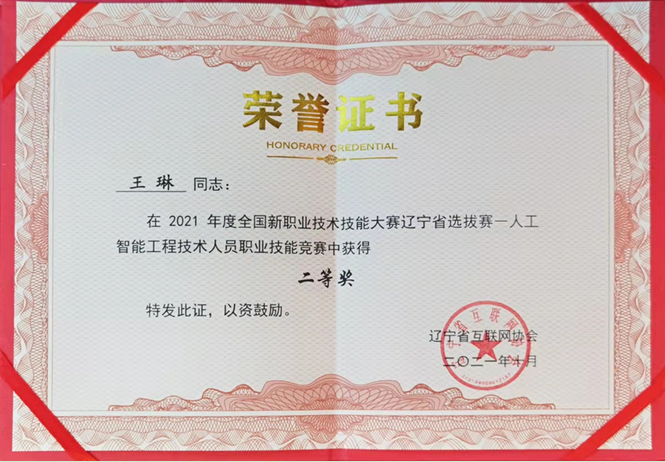 荣誉证书
HONORARY CREDENTIAL
王琳 同志：
在 2021 年度全国新职业技术技能大赛辽宁省选拔赛—人工
智能工程技术人员职业技能竞赛中获得
二等奖
特发此证，以资鼓励。
辽宁省互联网协会
二〇二一年十月